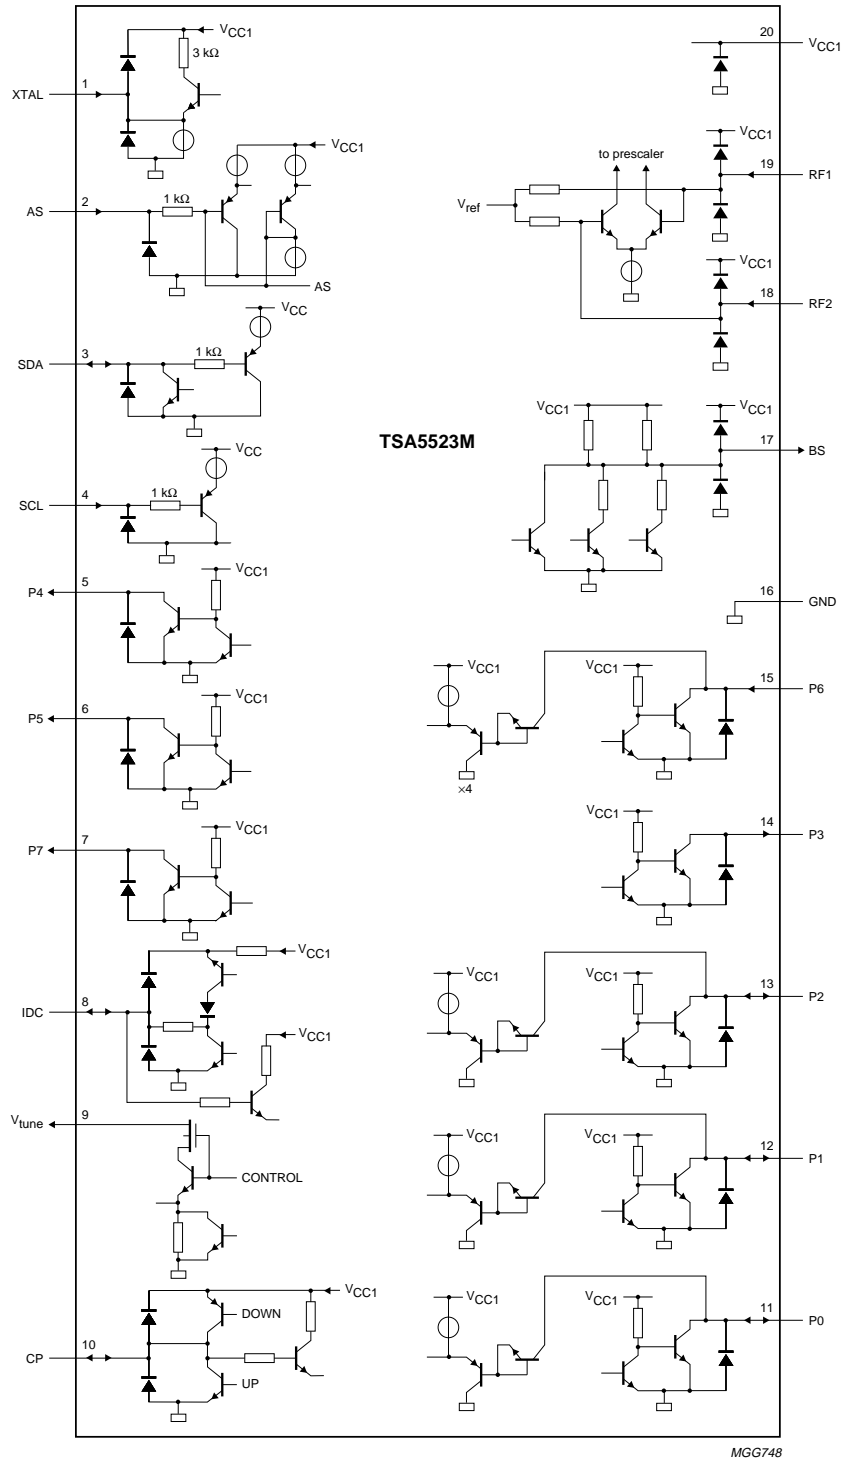 VCC1
3 kΩ
1
XTAL
VCC1
1 kΩ
2
AS
AS
VCC
1 kΩ
3
SDA
VCC
1 kΩ
4
SCL
VCC1
5
P4
VCC1
6
P5
VCC1
7
P7
VCC1
8
IDC
VCC1
9
Vtune
CONTROL
VCC1
DOWN
10
CP
UP
TSA5523M
20
VCC1
VCC1
to prescaler
19
RF1
Vref
VCC1
18
RF2
VCC1
VCC1
17
BS
16
GND
VCC1
VCC1
15
P6
×4
VCC1
14
P3
VCC1
VCC1
13
P2
VCC1
VCC1
12
P1
VCC1
VCC1
11
P0
MGG748